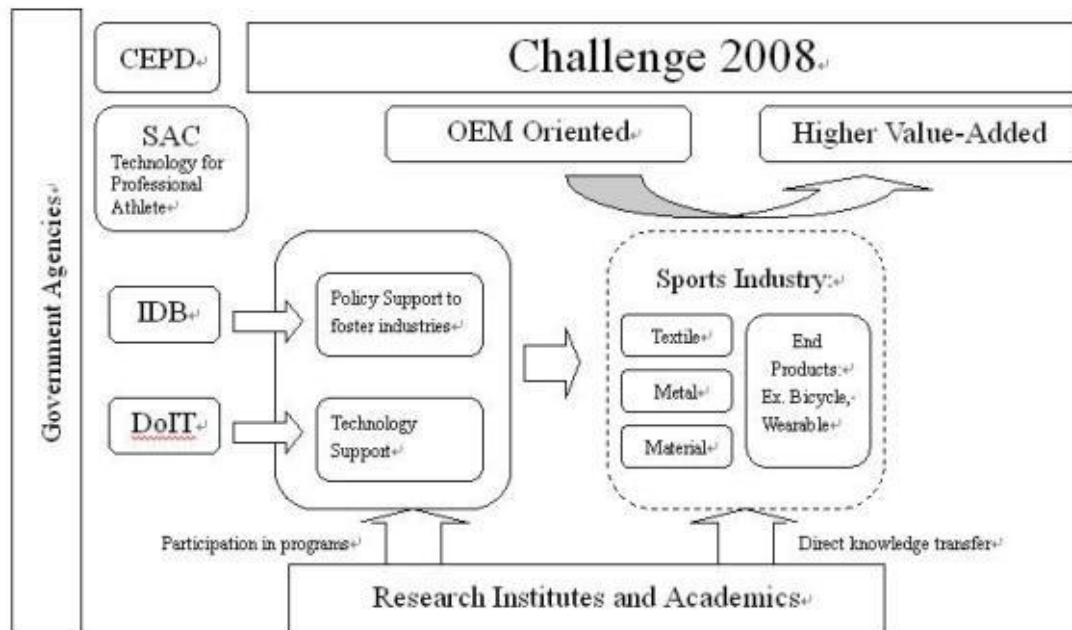 Government Agencies
CEPD
Challenge 2008
SAC
Technology for
Professional
Athlete
OEM Oriented
Higher Value-Added
IDB
Policy Support to
foster industries
DoIT
Technology
Support
Sports Industry:
Textile
Metal
Material
End
Products:
Ex. Bicycle,
Wearable
Participation in programs
Direct knowledge transfer
Research Institutes and Academics